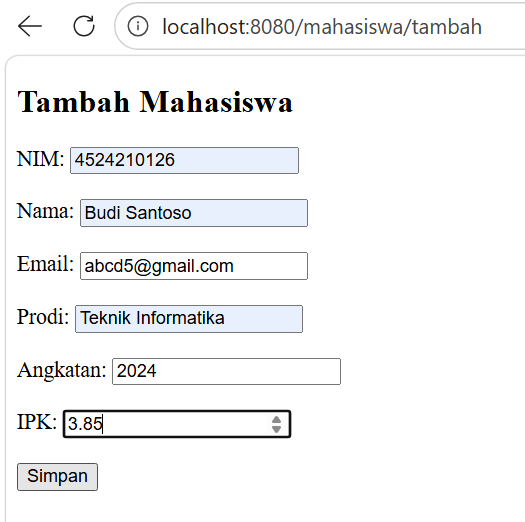 localhost:8080/mahasiswa/tambah
Tambah Mahasiswa
NIM: 4524210126
Nama: Budi Santoso
Email: abcd5@gmail.com
Prodi: Teknik Informatika
Angkatan: 2024
IPK: 3.85
Simpan